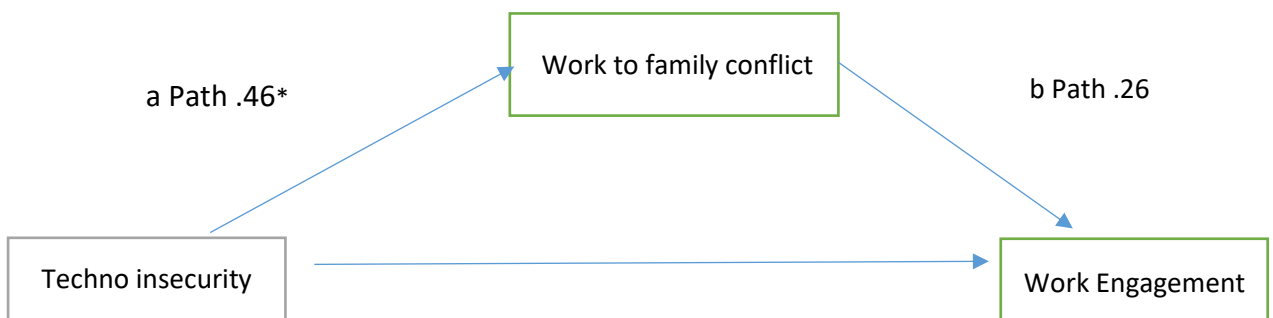 Work to family conflict
a Path .46*
b Path .26
Techno insecurity
Work Engagement